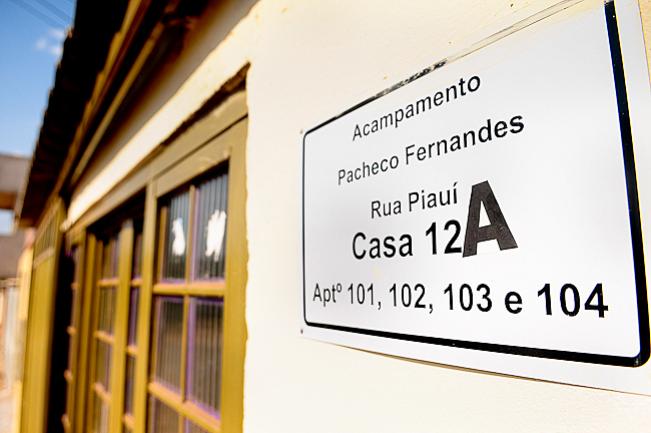 Acampamento
Pacheco Fernandes
Rua Piauí
Casa 12A
Aptº 101, 102, 103 e 104